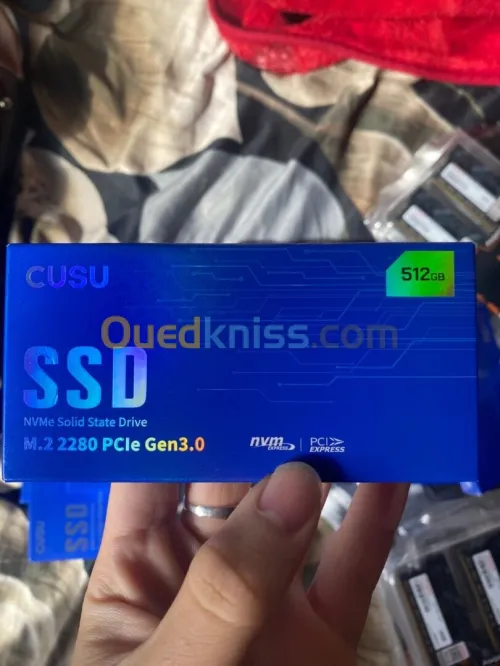 CUSU
512GB
Ouedkniss.com
SSD
NVMe Solid State Drive
M.2 2280 PCIe Gen3.0
nvm EXPRESS
PCI EXPRESS
CUSU
SSD